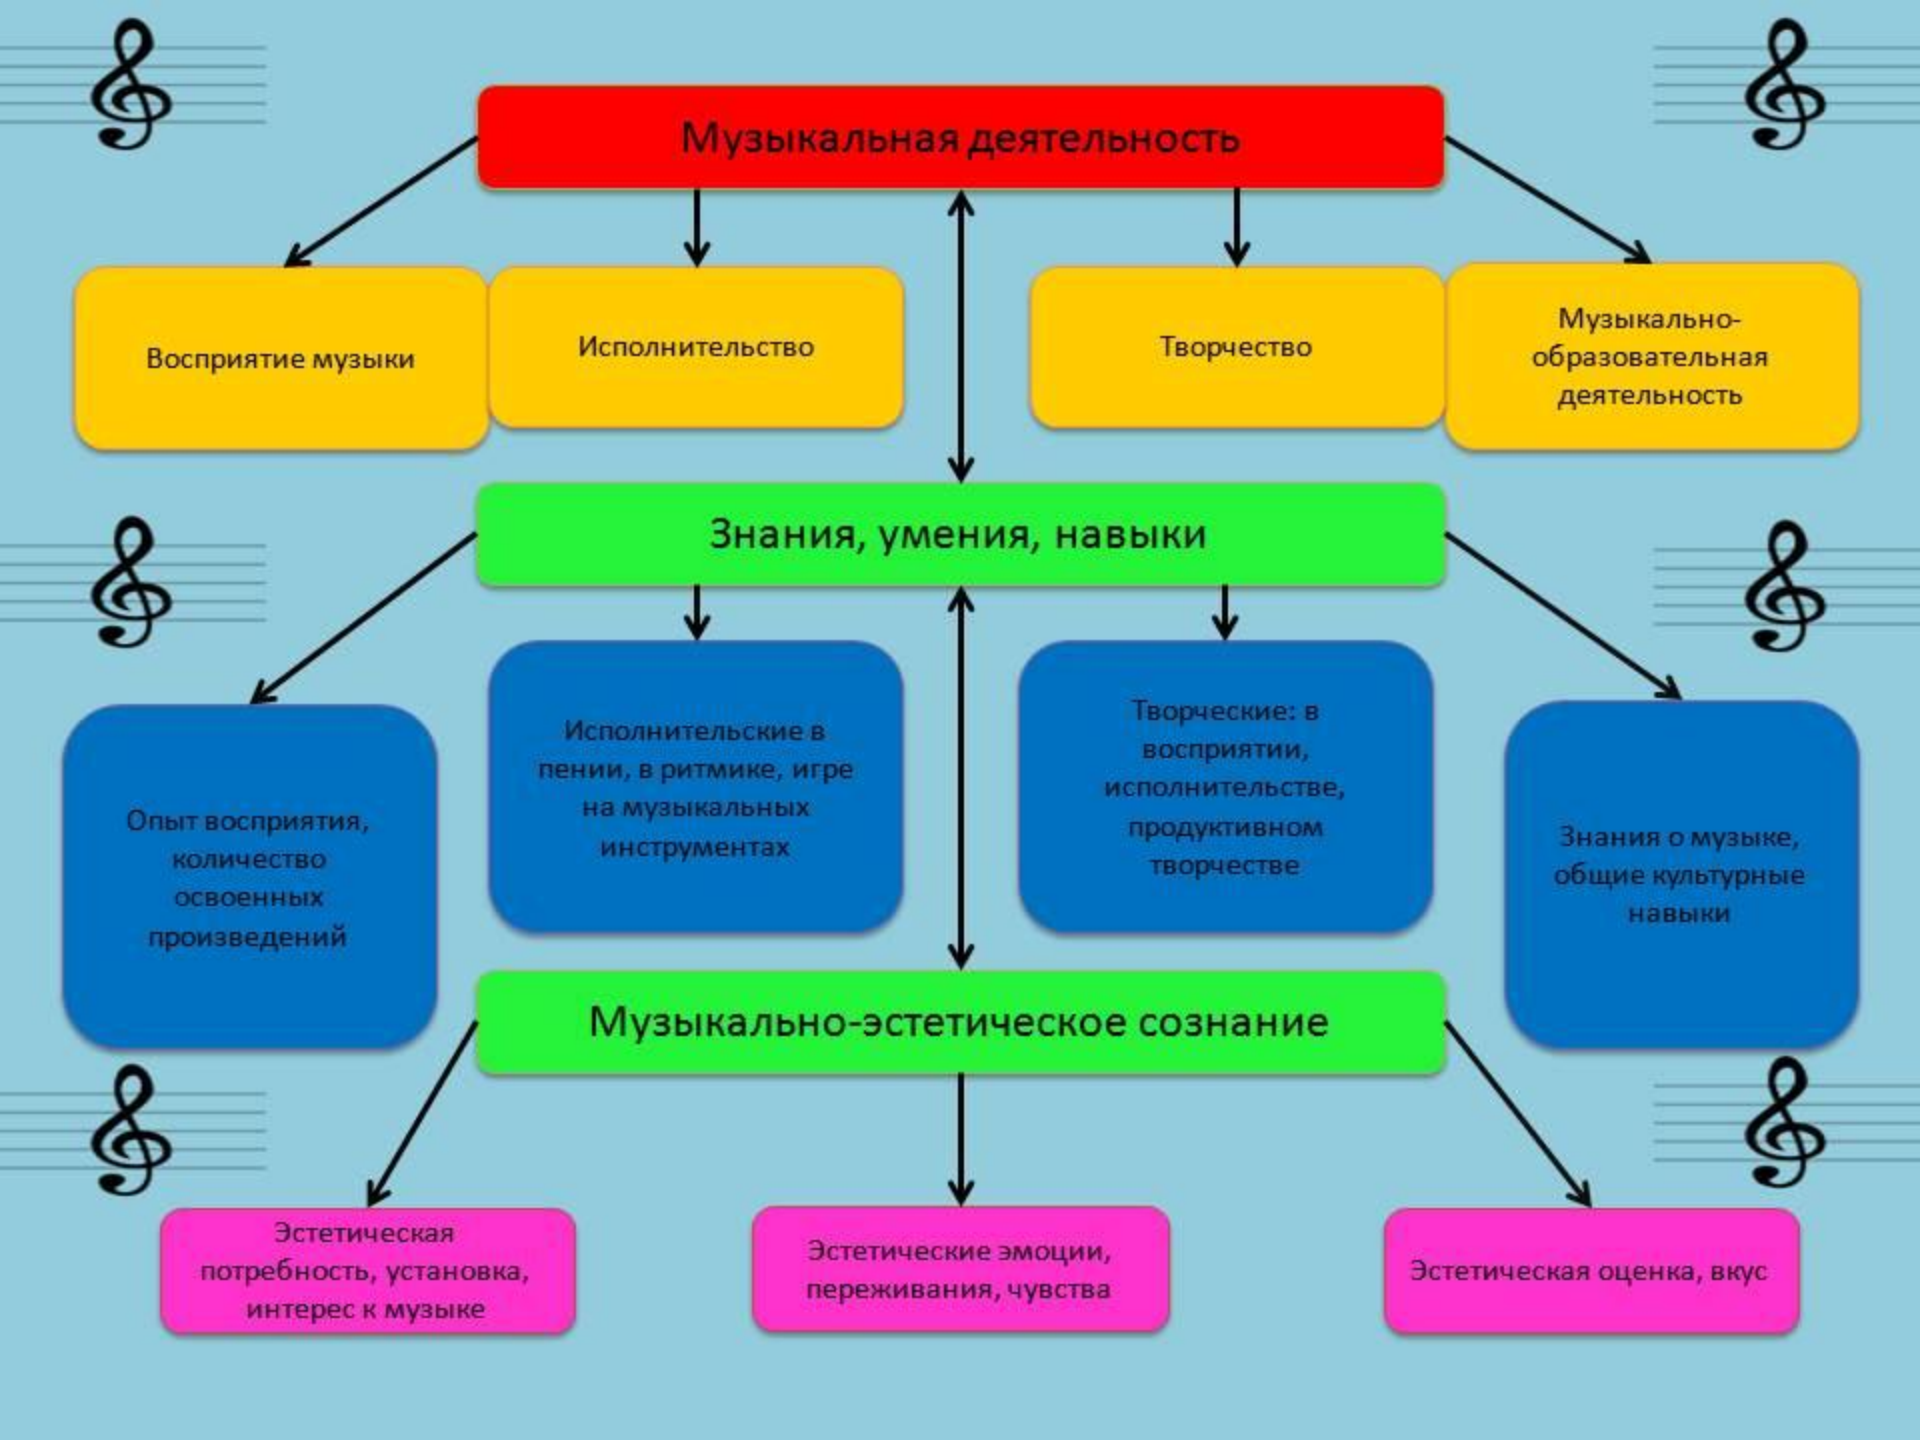 Музыкальная деятельность
Восприятие музыки
Исполнительство
Творчество
Музыкально-
образовательная
деятельность
Знания, умения, навыки
Опыт восприятия,
количество
освоенных
произведений
Исполнительские в
пении, в ритмике, игре
на музыкальных
инструментах
Творческие: в
восприятии,
исполнительстве,
продуктивном
творчестве
Знания о музыке,
общие культурные
навыки
Музыкально-эстетическое сознание
Эстетическая
потребность, установка,
интерес к музыке
Эстетические эмоции,
переживания, чувства
Эстетическая оценка, вкус